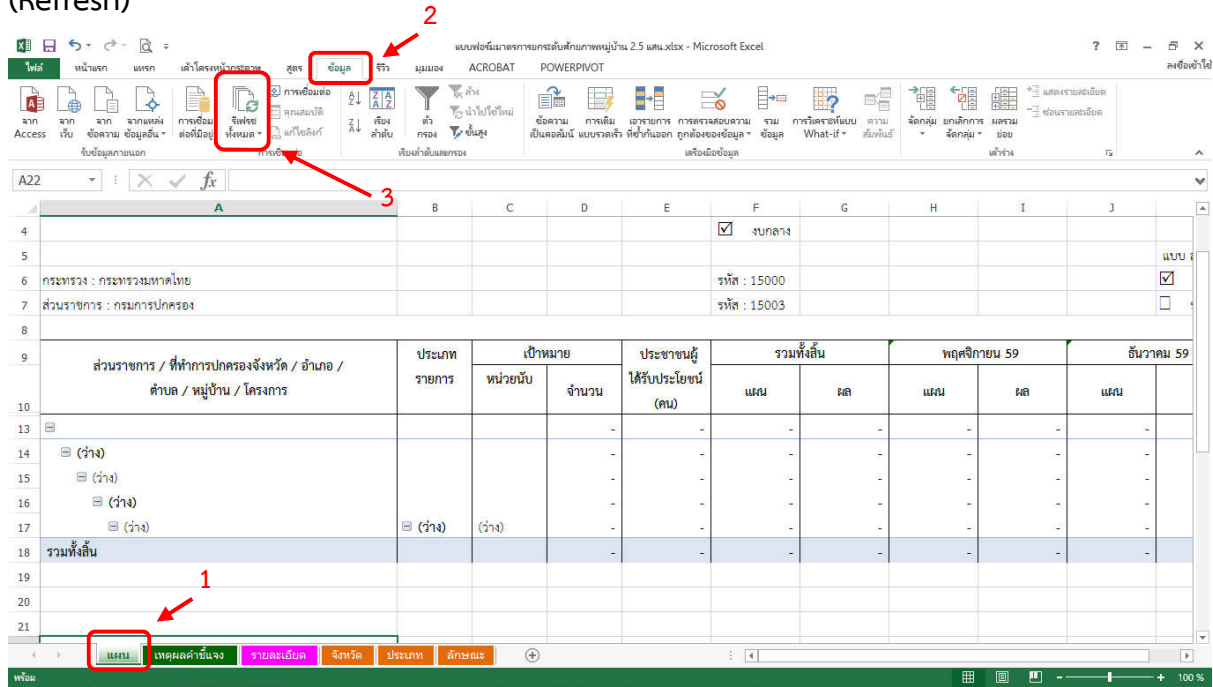 (Refresh)
2
แบบฟอร์มมาตรการยกระดับศักยภาพหมู่บ้าน 2.5 แสน.xlsx - Microsoft Excel
ไฟล์ หน้าแรก แทรก เค้าโครงหน้ากระดาษ สูตร ข้อมูล รีวิว มุมมอง ACROBAT POWERPIVOT ลงชื่อเข้าใช้
จาก Access จาก เว็บ จาก ข้อความ จากแหล่ง ข้อมูลอื่น การเชื่อม ต่อที่มีอยู่ รีเฟรช ทั้งหมด การเชื่อมต่อ คุณสมบัติ แก้ไขลิงก์ เรียง ลำดับ ตัว กรอง ล้าง นำไปใช้ใหม่ ขั้นสูง ข้อความ เป็นคอลัมน์ การเติม แบบรวดเร็ว เอารายการ ที่ซ้ำกันออก การตรวจสอบความ ถูกต้องของข้อมูล รวม ข้อมูล การวิเคราะห์แบบ What-if ความ สัมพันธ์ จัดกลุ่ม ยกเลิกการ จัดกลุ่ม ผลรวม ย่อย แสดงรายละเอียด ซ่อนรายละเอียด
รับข้อมูลภายนอก การเชื่อมต่อ เรียงลำดับและกรอง เครื่องมือข้อมูล เค้าร่าง
3
A22 fx
A B C D E F G H I J
4 งบกลาง
5 แบบ
6 กระทรวง : กระทรวงมหาดไทย รหัส : 15000
7 ส่วนราชการ : กรมการปกครอง รหัส : 15003
8
9 ส่วนราชการ / ที่ทำการปกครองจังหวัด / อำเภอ / ประเภท เป้าหมาย ประชาชนผู้ รวมทั้งสิ้น พฤศจิกายน 59 ธันวาคม 59
ตำบล / หมู่บ้าน / โครงการ รายการ หน่วยนับ จำนวน ได้รับประโยชน์ แผน ผล แผน ผล แผน
10 (คน)
13 - - - - - - -
14 (ว่าง) - - - - - - -
15 (ว่าง) - - - - - - -
16 (ว่าง) - - - - - - -
17 (ว่าง) (ว่าง) (ว่าง) - - - - - - -
18 รวมทั้งสิ้น - - - - - - -
19
20
21
1
แผน เหตุผลคำชี้แจง รายละเอียด จังหวัด ประเภท ลักษณะ
พร้อม 100 %